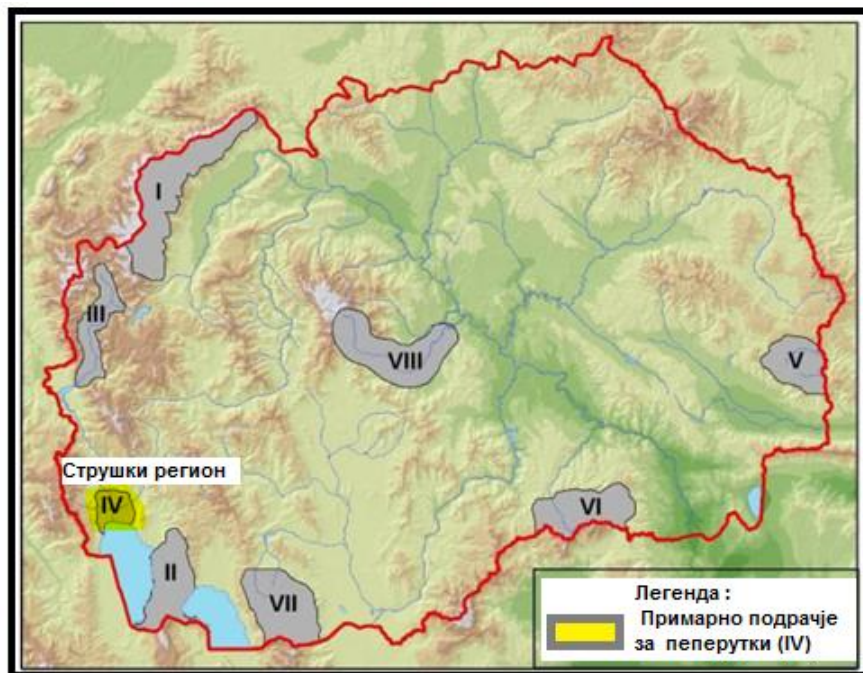 I
III
VIII
V
Струшки регион
IV
VI
II
VII
Легенда :
Примарно подрачје
за пеперутки (IV)